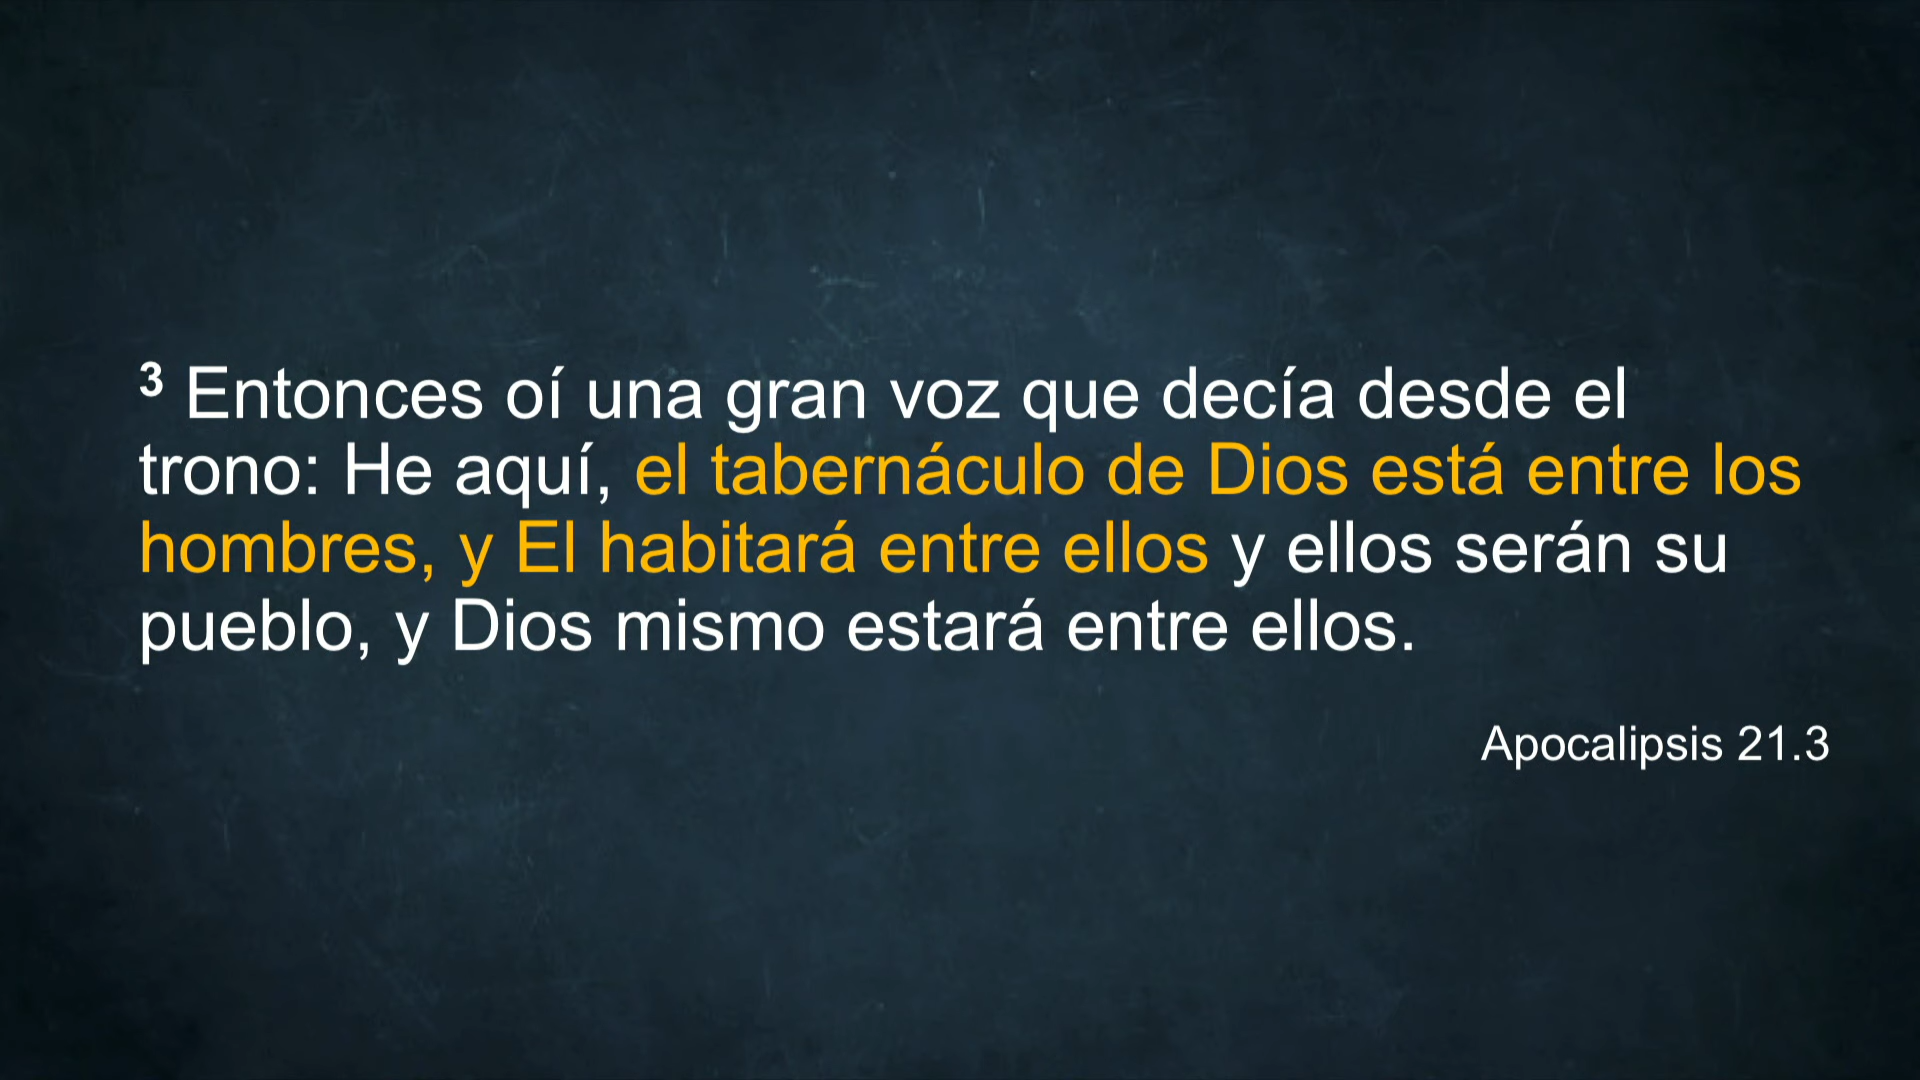 ³ Entonces oí una gran voz que decía desde el
trono: He aquí, el tabernáculo de Dios está entre los
hombres, y El habitará entre ellos y ellos serán su
pueblo, y Dios mismo estará entre ellos.
Apocalipsis 21.3